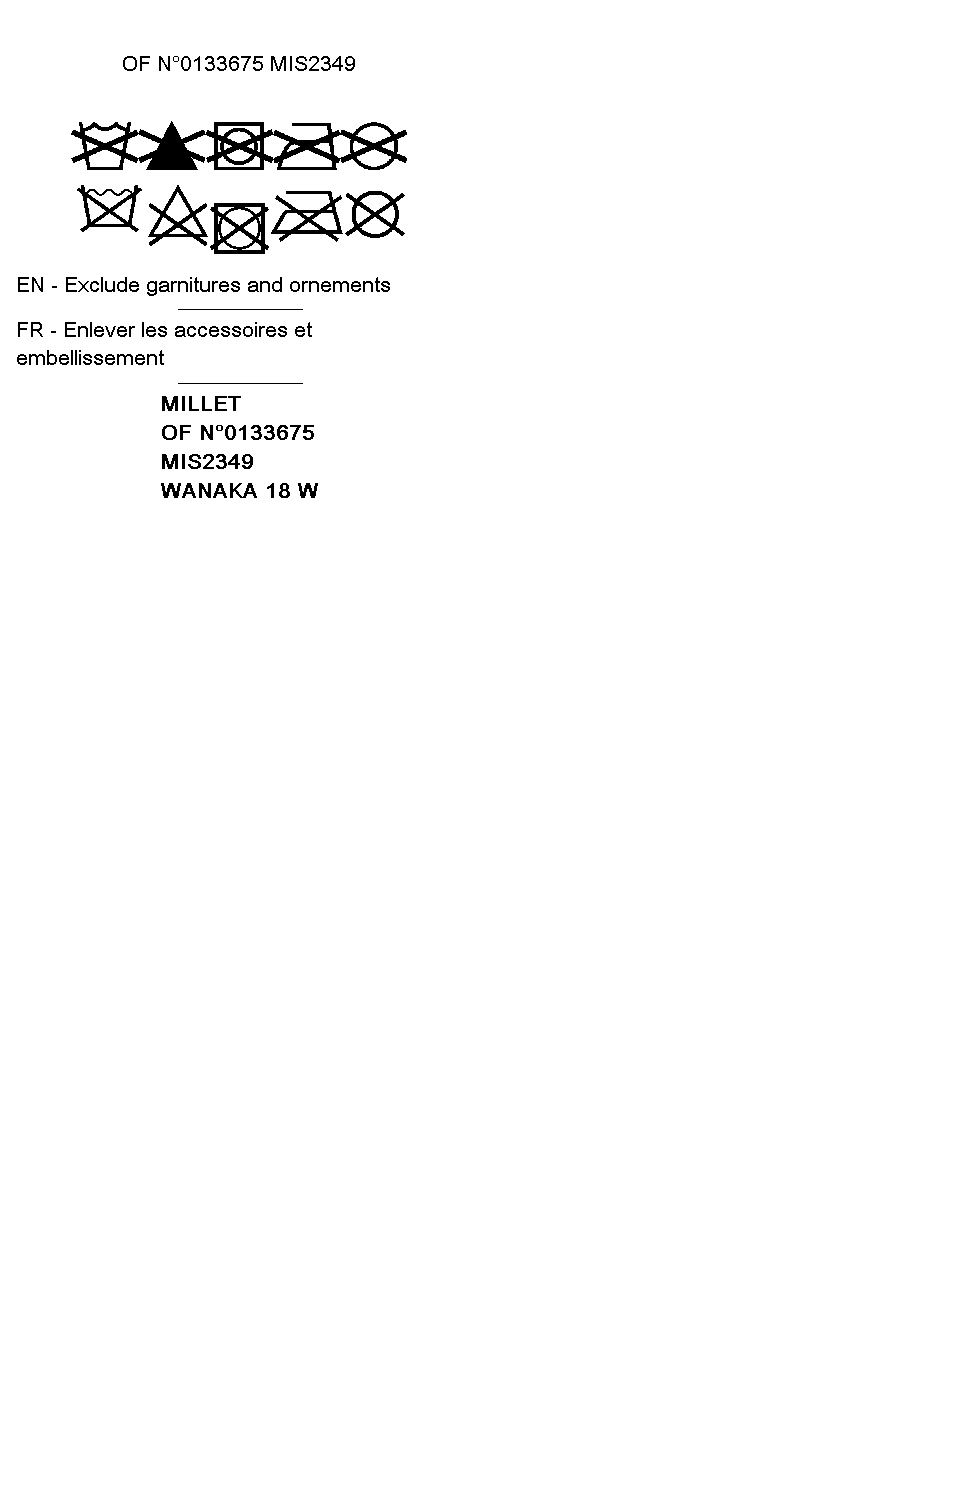 OF N°0133675 MIS2349
EN - Exclude garnitures and ornements
FR - Enlever les accessoires et
embellissement
MILLET
OF N°0133675
MIS2349
WANAKA 18 W